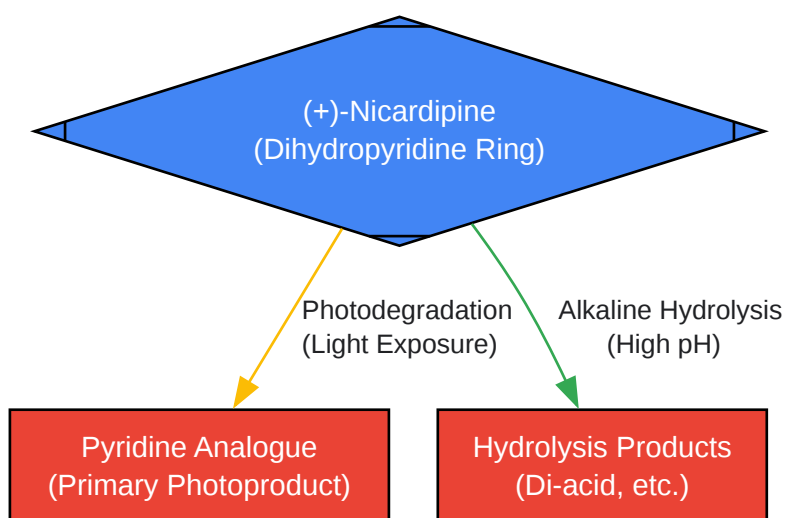 (+)-Nicardipine
(Dihydropyridine Ring)
Photodegradation
(Light Exposure)
Alkaline Hydrolysis
(High pH)
Pyridine Analogue
(Primary Photoproduct)
Hydrolysis Products
(Di-acid, etc.)